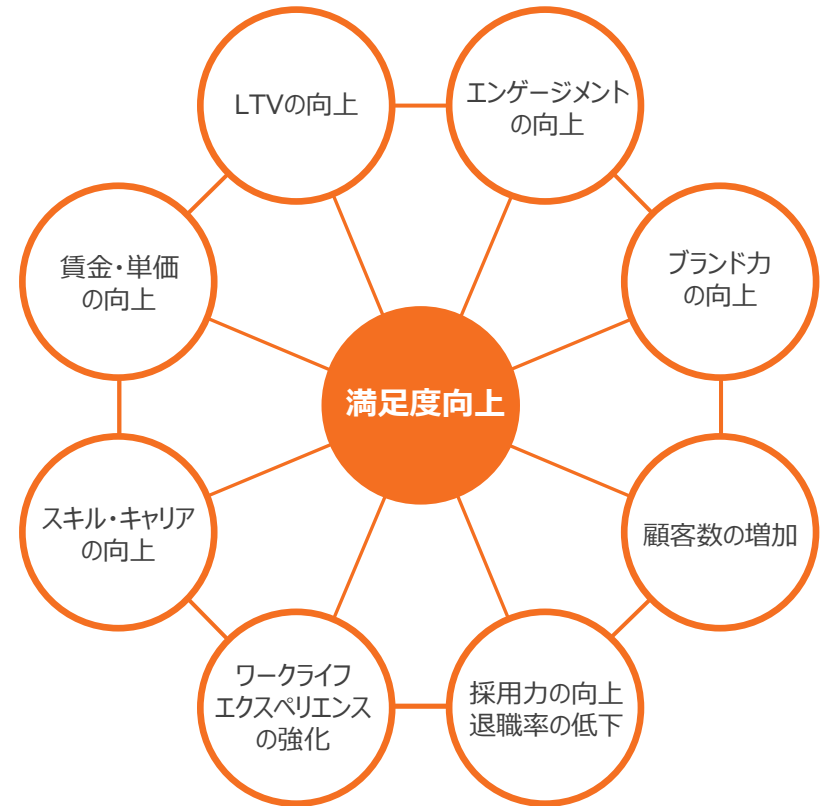 LTVの向上
エンゲージメント
の向上
賃金・単価
の向上
ブランド力
の向上
満足度向上
スキル・キャリア
の向上
顧客数の増加
ワークライフ
エクスペリエンス
の強化
採用力の向上
退職率の低下